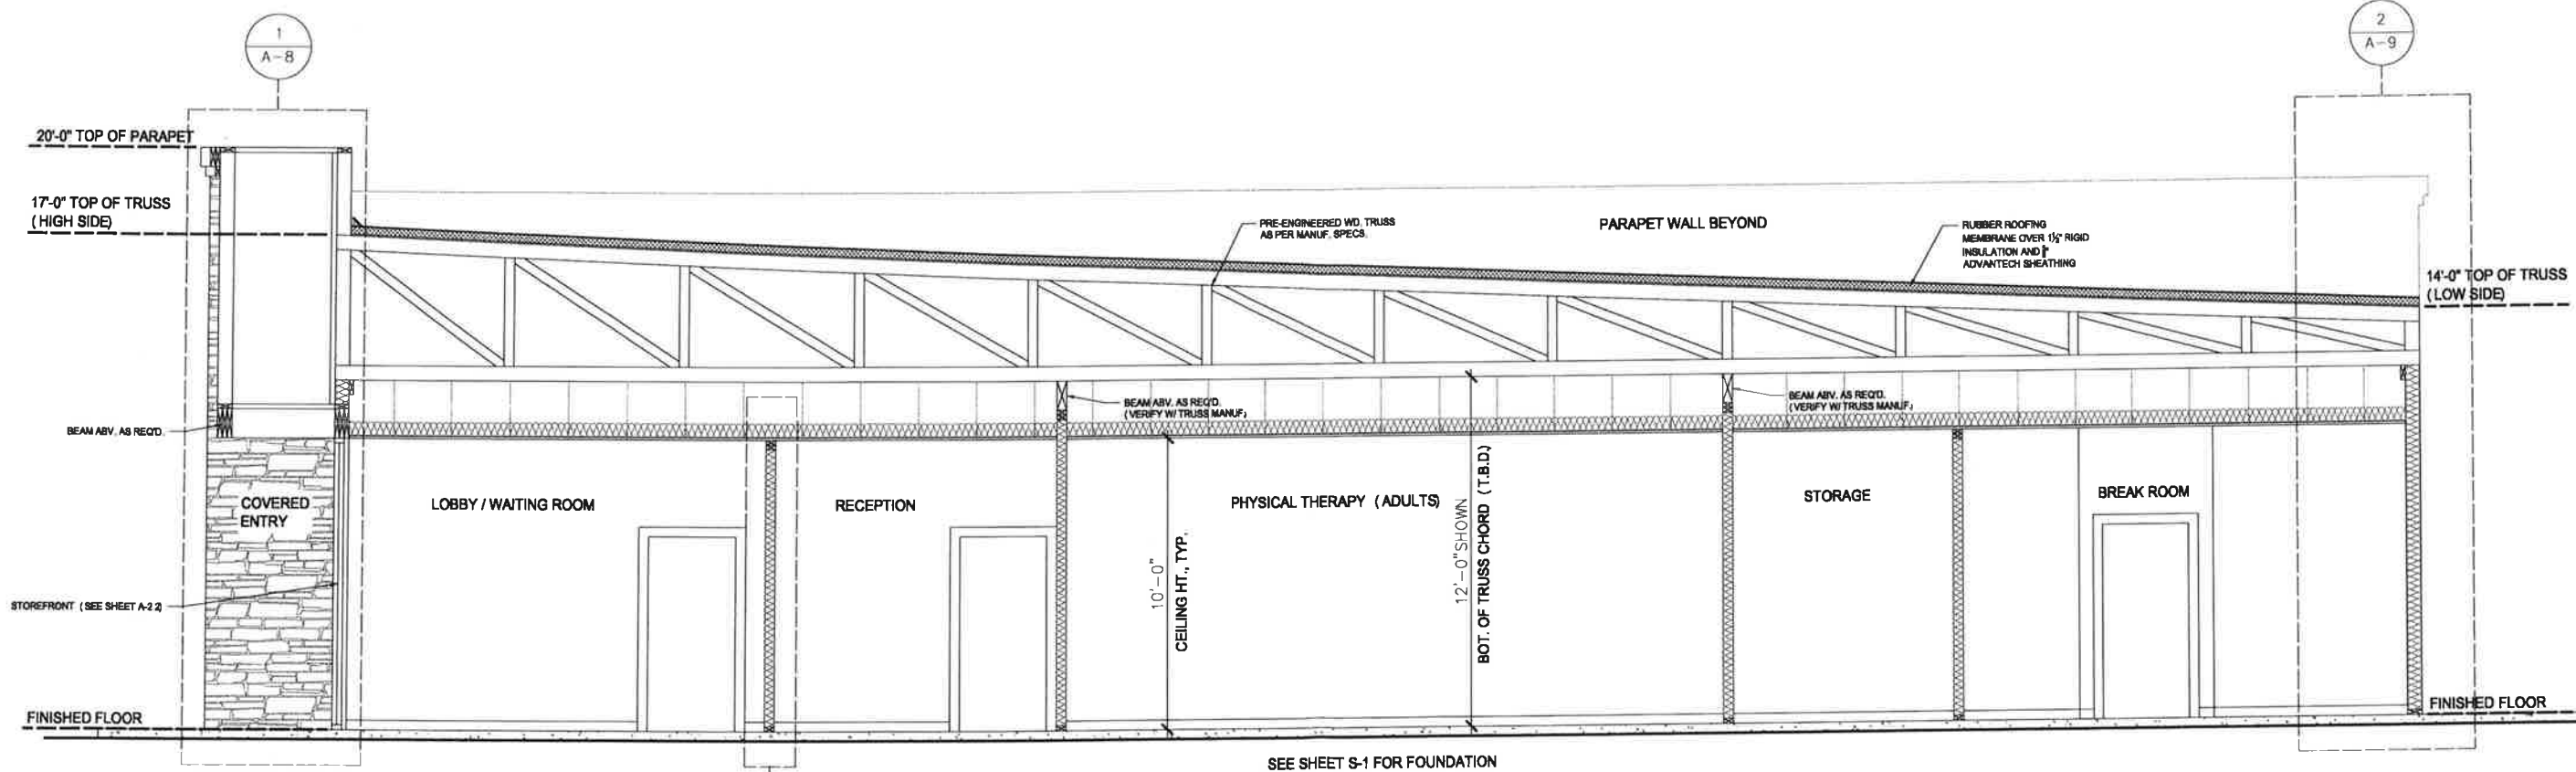 1
A-8
2
A-9
20'-0" TOP OF PARAPET
17'-0" TOP OF TRUSS
(HIGH SIDE)
PRE-ENGINEERED WD. TRUSS
AS PER MANUF. SPECS.
PARAPET WALL BEYOND
RUBBER ROOFING
MEMBRANE OVER 1½" RIGID
INSULATION AND
ADVANTECH SHEATHING
14'-0" TOP OF TRUSS
(LOW SIDE)
BEAM ABV. AS REQ'D.
BEAM ABV. AS REQ'D.
(VERIFY W/ TRUSS MANUF.)
BEAM ABV. AS REQ'D.
(VERIFY W/ TRUSS MANUF.)
COVERED
ENTRY
LOBBY / WAITING ROOM
RECEPTION
PHYSICAL THERAPY (ADULTS)
STORAGE
BREAK ROOM
10'-0"
CEILING HT., TYP.
12'-0" SHOWN
BOT. OF TRUSS CHORD (T.B.D.)
STOREFRONT (SEE SHEET A-2.2)
FINISHED FLOOR
FINISHED FLOOR
SEE SHEET S-1 FOR FOUNDATION